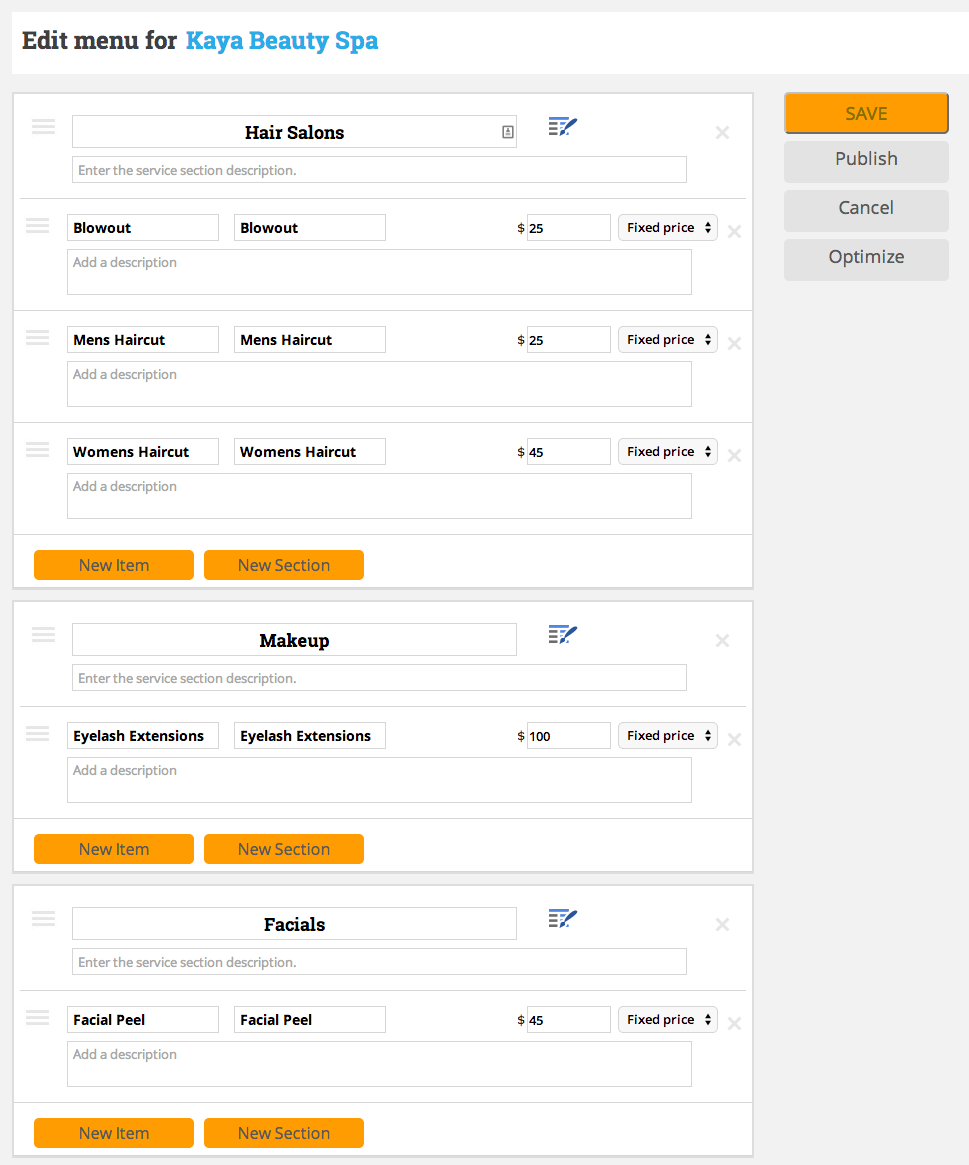 Edit menu for Kaya Beauty Spa
SAVE
Publish
Cancel
Optimize
Hair Salons
Enter the service section description.
Blowout Blowout $ 25 Fixed price
Add a description
Mens Haircut Mens Haircut $ 25 Fixed price
Add a description
Womens Haircut Womens Haircut $ 45 Fixed price
Add a description
New Item New Section
Makeup
Enter the service section description.
Eyelash Extensions Eyelash Extensions $ 100 Fixed price
Add a description
New Item New Section
Facials
Enter the service section description.
Facial Peel Facial Peel $ 45 Fixed price
Add a description
New Item New Section